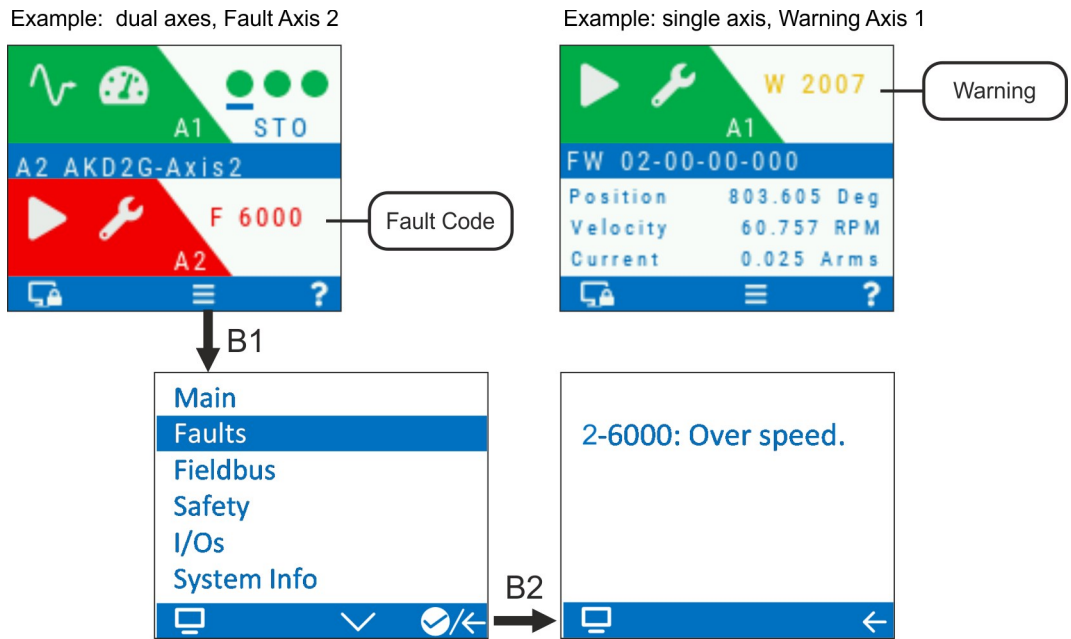 Example: dual axes, Fault Axis 2
A1
STO
A2 AKD2G-Axis2
F 6000
A2
?
Fault Code
Example: single axis, Warning Axis 1
W 2007
A1
FW 02-00-00-000
Position 803.605 Deg
Velocity 60.757 RPM
Current 0.025 Arms
?
Warning
B1
Main
Faults
Fieldbus
Safety
I/Os
System Info
/
B2
2-6000: Over speed.